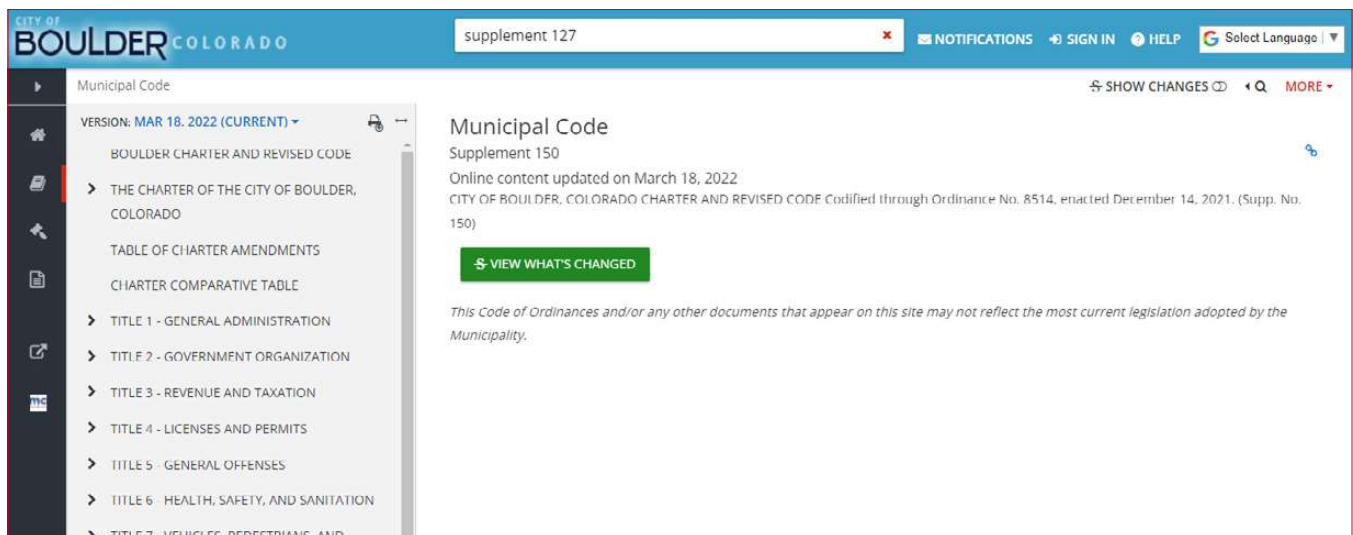 CITY OF
BOULDER COLORADO
supplement 127
NOTIFICATIONS
SIGN IN
HELP
G Select Language
Municipal Code
SHOW CHANGES
MORE
VERSION: MAR 18. 2022 (CURRENT)
BOULDER CHARTER AND REVISED CODE
THE CHARTER OF THE CITY OF BOULDER,
COLORADO
TABLE OF CHARTER AMENDMENTS
CHARTER COMPARATIVE TABLE
TITLE 1 - GENERAL ADMINISTRATION
TITLE 2 - GOVERNMENT ORGANIZATION
TITLE 3 - REVENUE AND TAXATION
TITLE 4 - LICENSES AND PERMITS
TITLE 5 - GENERAL OFFENSES
TITLE 6 - HEALTH, SAFETY, AND SANITATION
TITLE 7 - VEHICLES, PEDESTRIANS, AND
mc
Municipal Code
Supplement 150
Online content updated on March 18, 2022
CITY OF BOULDER, COLORADO CHARTER AND REVISED CODE Codified through Ordinance No. 8514, enacted December 14, 2021. (Supp. No.
150)
VIEW WHAT'S CHANGED
This Code of Ordinances and/or any other documents that appear on this site may not reflect the most current legislation adopted by the
Municipality.